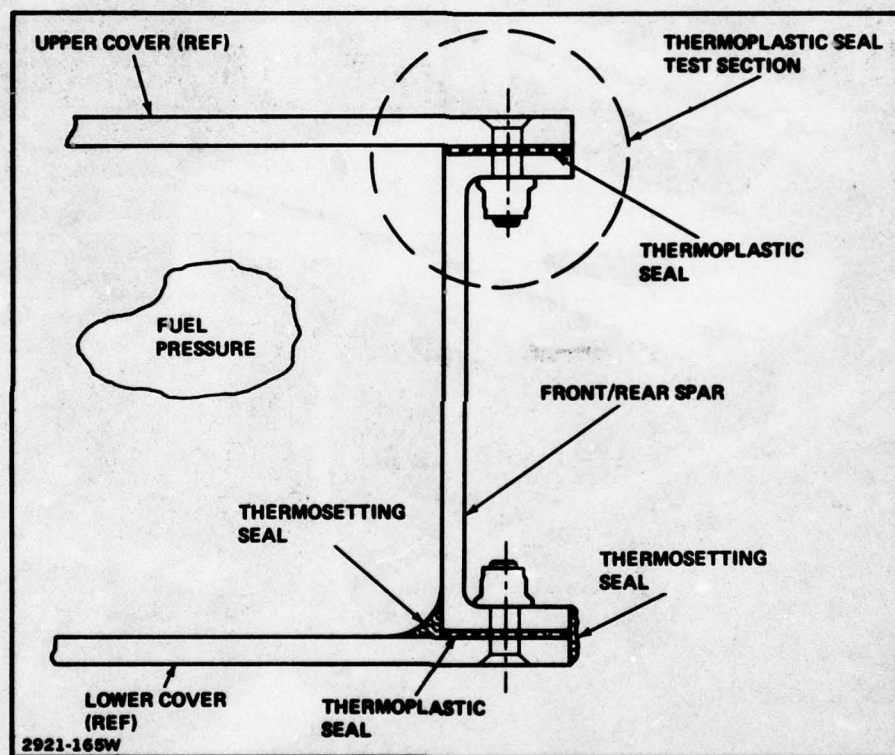 UPPER COVER (REF)
THERMOPLASTIC SEAL
TEST SECTION
THERMOPLASTIC
SEAL
FUEL
PRESSURE
FRONT/REAR SPAR
THERMOSETTING
SEAL
THERMOSETTING
SEAL
LOWER COVER
(REF)
THERMOPLASTIC
SEAL
2921-165W